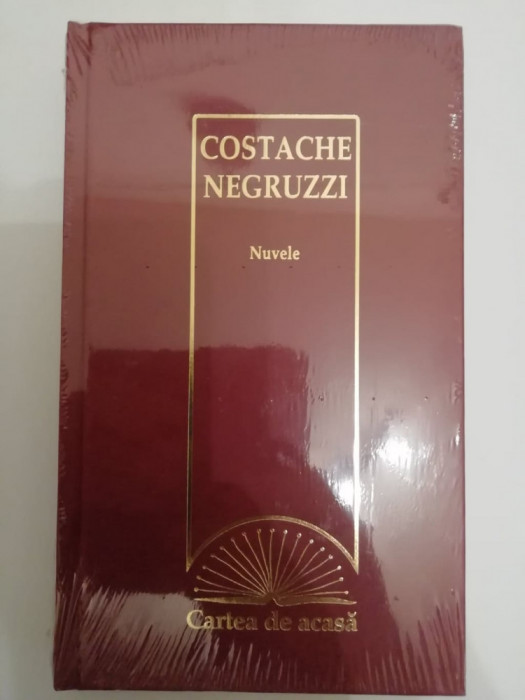 COSTACHE
NEGRUZZI
Nuvele
Cartea de acasă